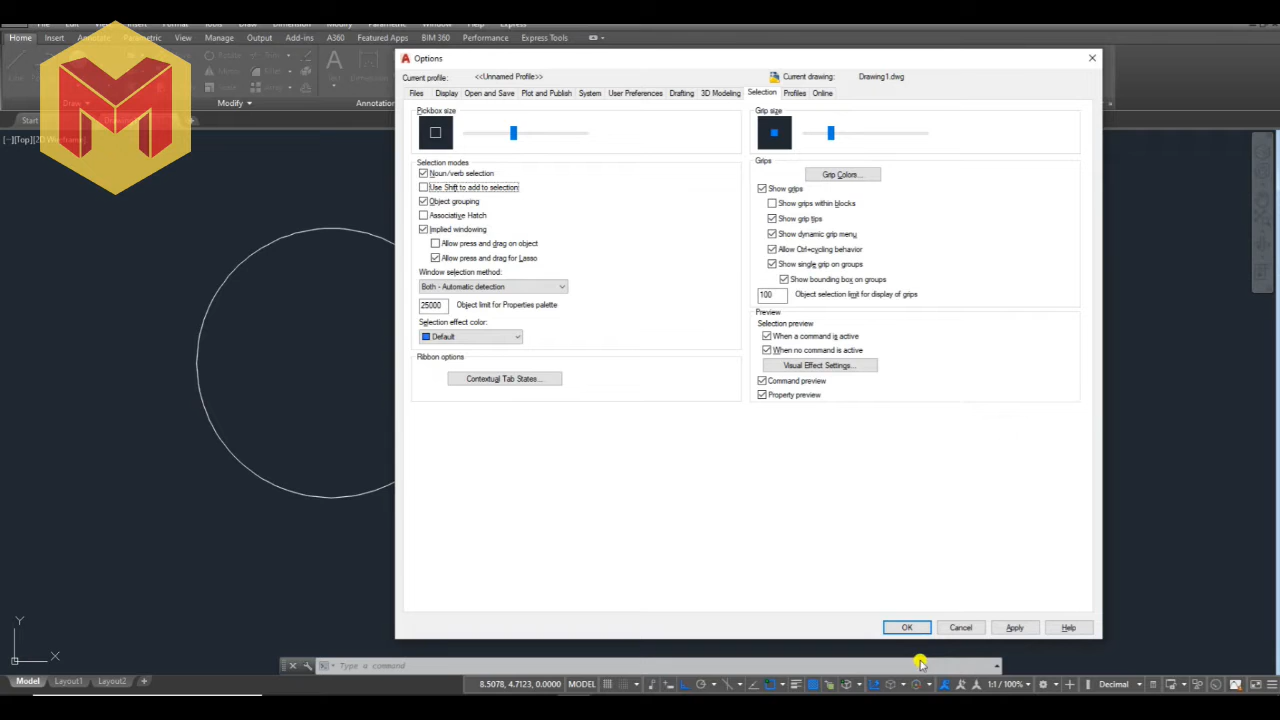 Home Insert Annotate Parametric View Manage Output Add-ins A360 Featured Apps BIM 360 Performance Express Tools
Draw Modify Annotation
Start
[−][Top][2D Wireframe]
Options
Current profile: <<Unnamed Profile>> Current drawing: Drawing1.dwg
Files Display Open and Save Plot and Publish System User Preferences Drafting 3D Modeling Selection Profiles Online
Pickbox size
Selection modes
Noun/verb selection
Use Shift to add to selection
Object grouping
Associative Hatch
Implied windowing
Allow press and drag on object
Allow press and drag for Lasso
Window selection method:
Both - Automatic detection
25000 Object limit for Properties palette
Selection effect color:
Default
Ribbon options
Contextual Tab States...
Grip size
Grips
Grip Colors...
Show grips
Show grips within blocks
Show grip tips
Show dynamic grip menu
Allow Ctrl+cycling behavior
Show single grip on groups
Show bounding box on groups
100 Object selection limit for display of grips
Preview
Selection preview
When a command is active
When no command is active
Visual Effect Settings...
Command preview
Property preview
OK Cancel Apply Help
Type a command
Y
X
Model Layout1 Layout2 +
8.5078, 4.7123, 0.0000 MODEL 1:1 / 100% Decimal